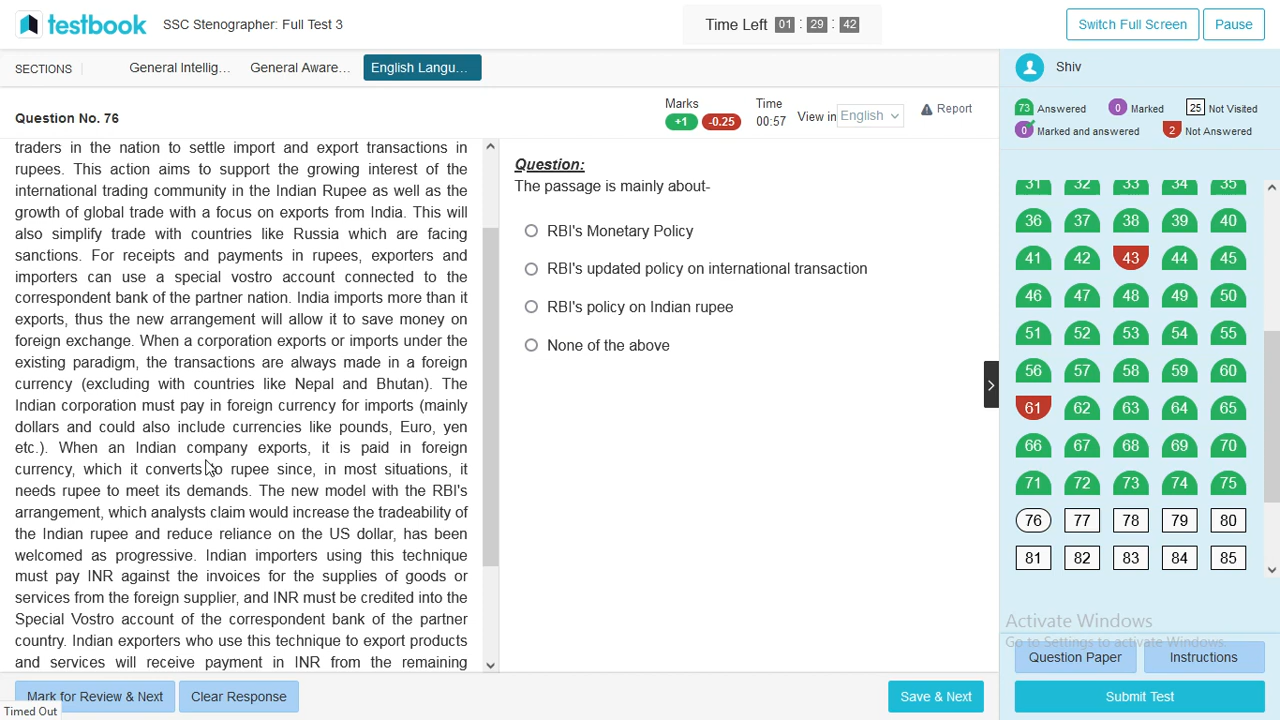 testbook
SSC Stenographer: Full Test 3
Time Left 01 : 29 : 42
Switch Full Screen
Pause
SECTIONS
General Intellig...
General Aware...
English Langu...
Shiv
Question No. 76
Marks
+1 -0.25
Time
00:57
View in English
Report
73 Answered
0 Marked
25 Not Visited
0 Marked and answered
2 Not Answered
traders in the nation to settle import and export transactions in
rupees. This action aims to support the growing interest of the
international trading community in the Indian Rupee as well as the
growth of global trade with a focus on exports from India. This will
also simplify trade with countries like Russia which are facing
sanctions. For receipts and payments in rupees, exporters and
importers can use a special vostro account connected to the
correspondent bank of the partner nation. India imports more than it
exports, thus the new arrangement will allow it to save money on
foreign exchange. When a corporation exports or imports under the
existing paradigm, the transactions are always made in a foreign
currency (excluding with countries like Nepal and Bhutan). The
Indian corporation must pay in foreign currency for imports (mainly
dollars and could also include currencies like pounds, Euro, yen
etc.). When an Indian company exports, it is paid in foreign
currency, which it converts to rupee since, in most situations, it
needs rupee to meet its demands. The new model with the RBI's
arrangement, which analysts claim would increase the tradeability of
the Indian rupee and reduce reliance on the US dollar, has been
welcomed as progressive. Indian importers using this technique
must pay INR against the invoices for the supplies of goods or
services from the foreign supplier, and INR must be credited into the
Special Vostro account of the correspondent bank of the partner
country. Indian exporters who use this technique to export products
and services will receive payment in INR from the remaining
Question:
The passage is mainly about-
RBI's Monetary Policy
RBI's updated policy on international transaction
RBI's policy on Indian rupee
None of the above
31 32 33 34 35
36 37 38 39 40
41 42 43 44 45
46 47 48 49 50
51 52 53 54 55
56 57 58 59 60
61 62 63 64 65
66 67 68 69 70
71 72 73 74 75
76 77 78 79 80
81 82 83 84 85
Activate Windows
Go to Settings to activate Windows.
Question Paper
Instructions
Mark for Review & Next
Clear Response
Save & Next
Submit Test
Timed Out